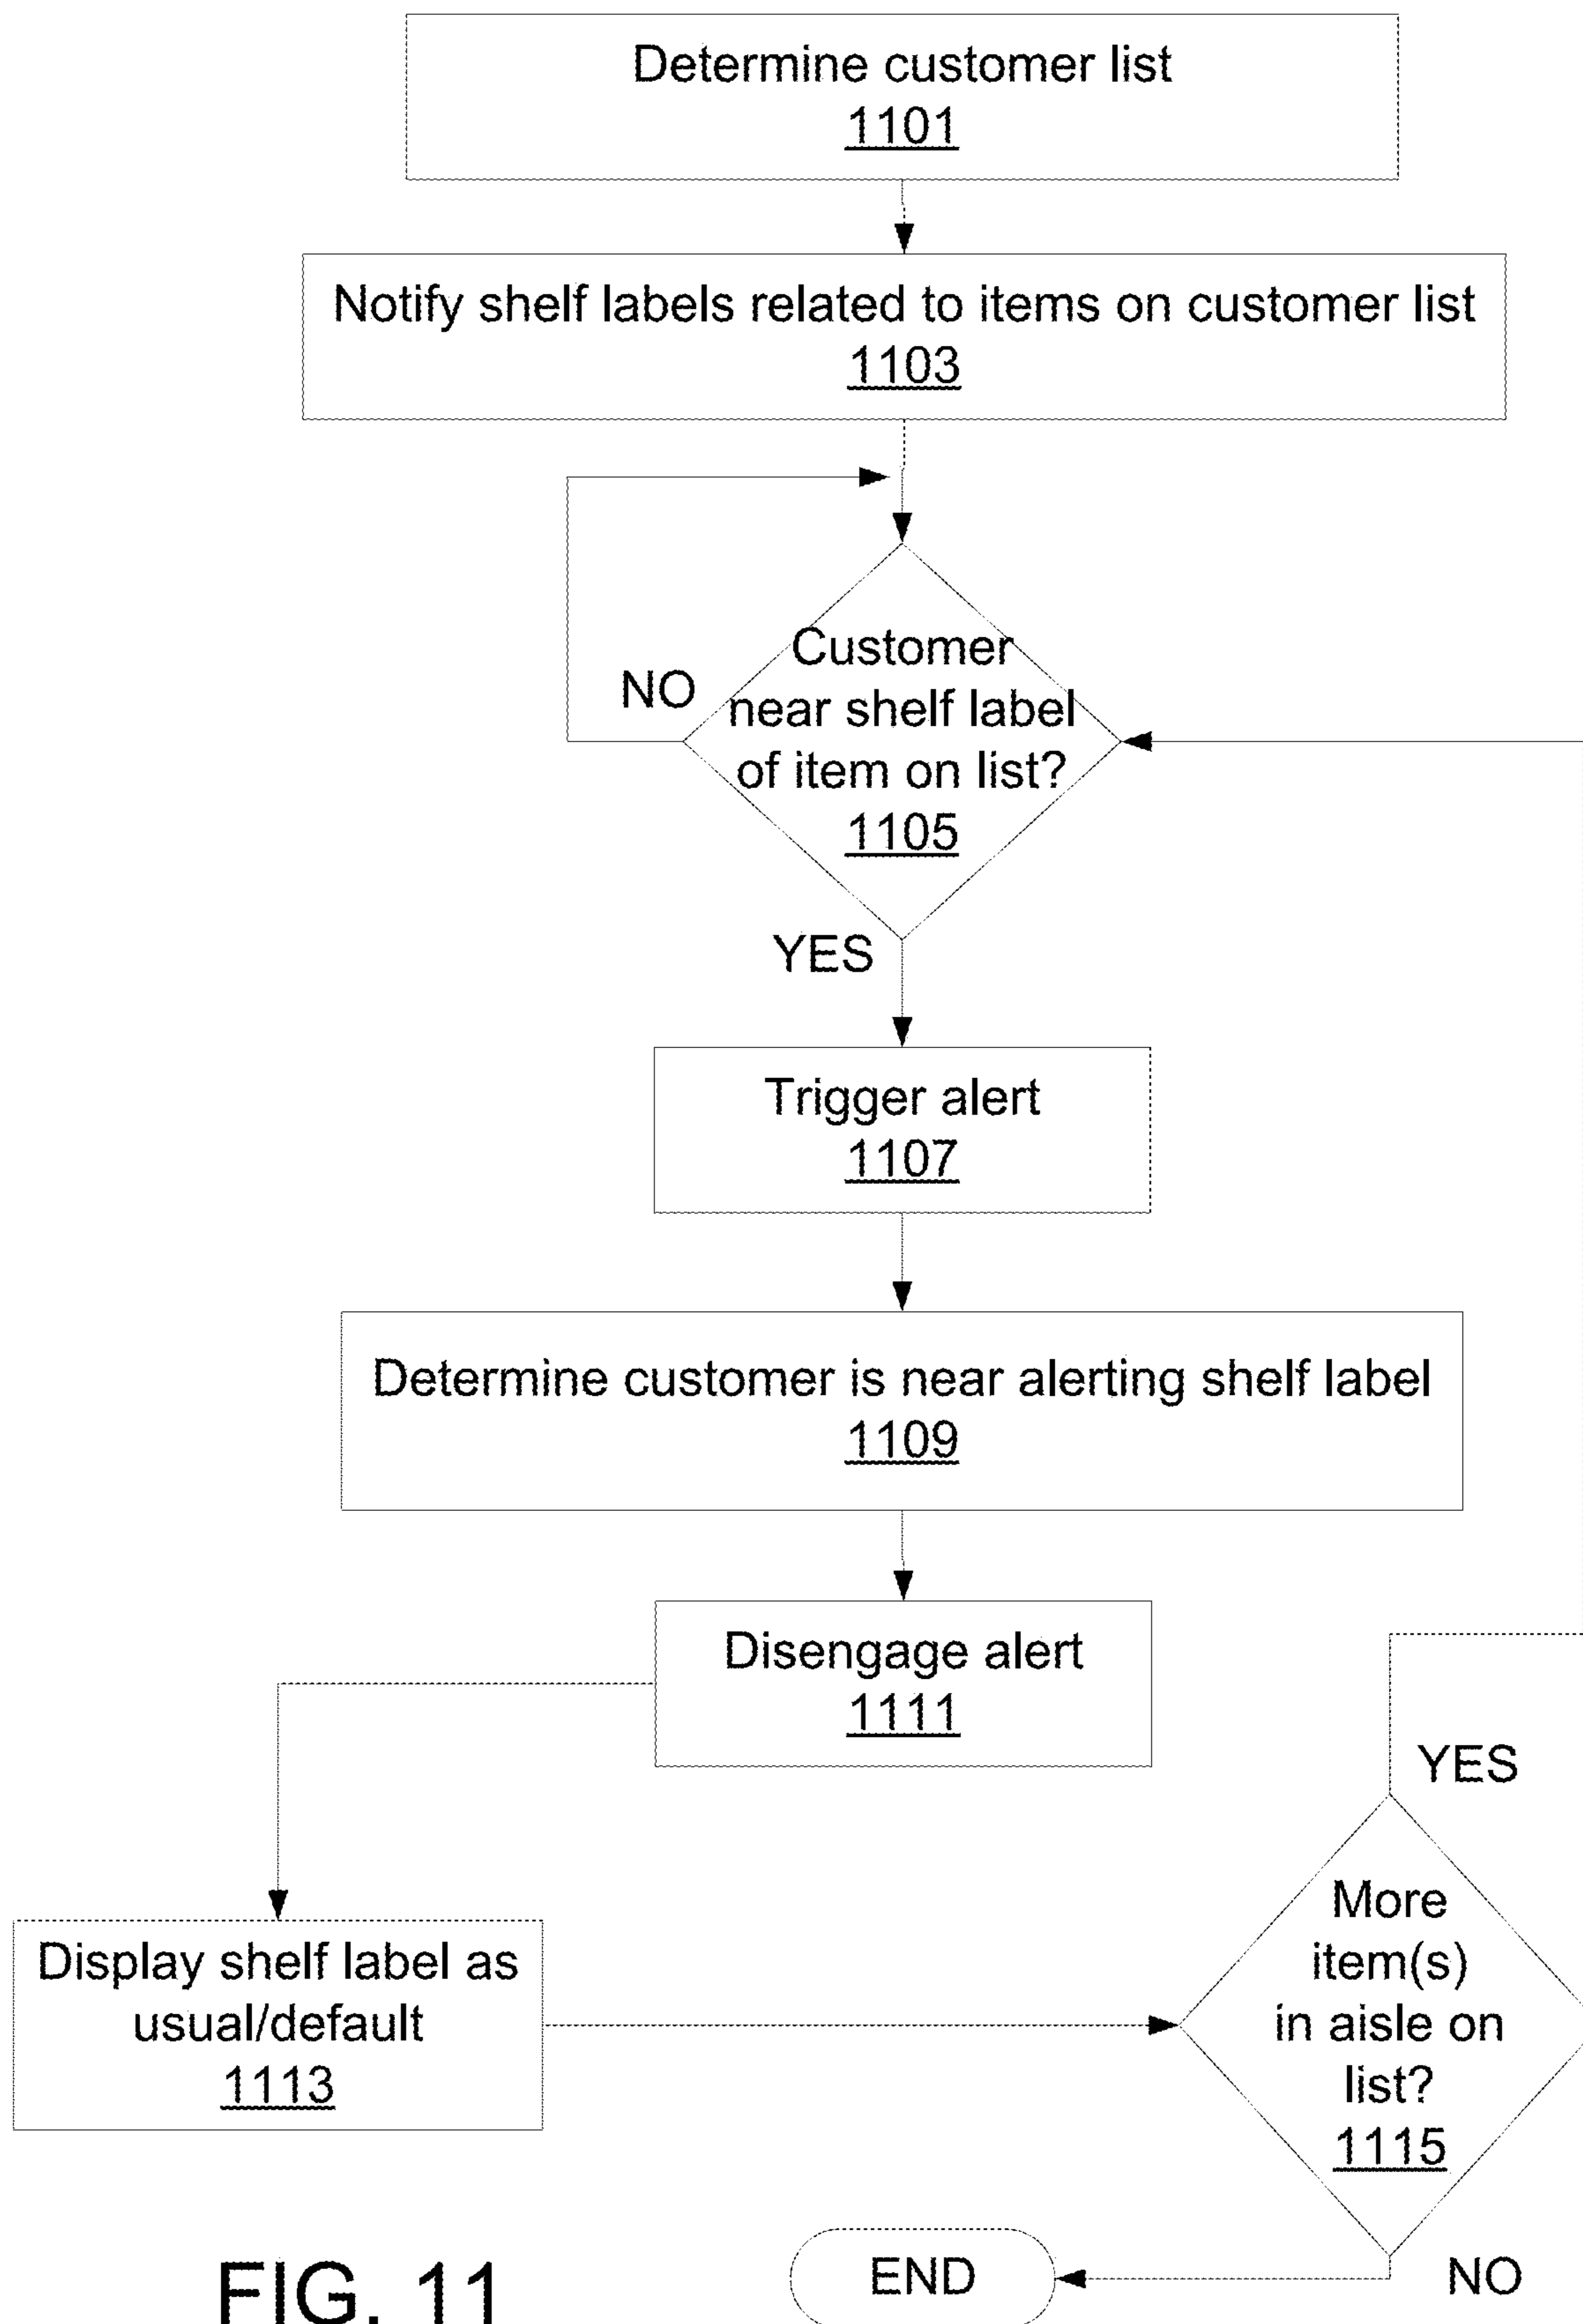 Determine customer list
1101
Notify shelf labels related to items on customer list
1103
Customer
near shelf label
of item on list?
1105
NO
YES
Trigger alert
1107
Determine customer is near alerting shelf label
1109
Disengage alert
1111
Display shelf label as
usual/default
1113
YES
More
item(s)
in aisle on
list?
1115
NO
END
FIG. 11